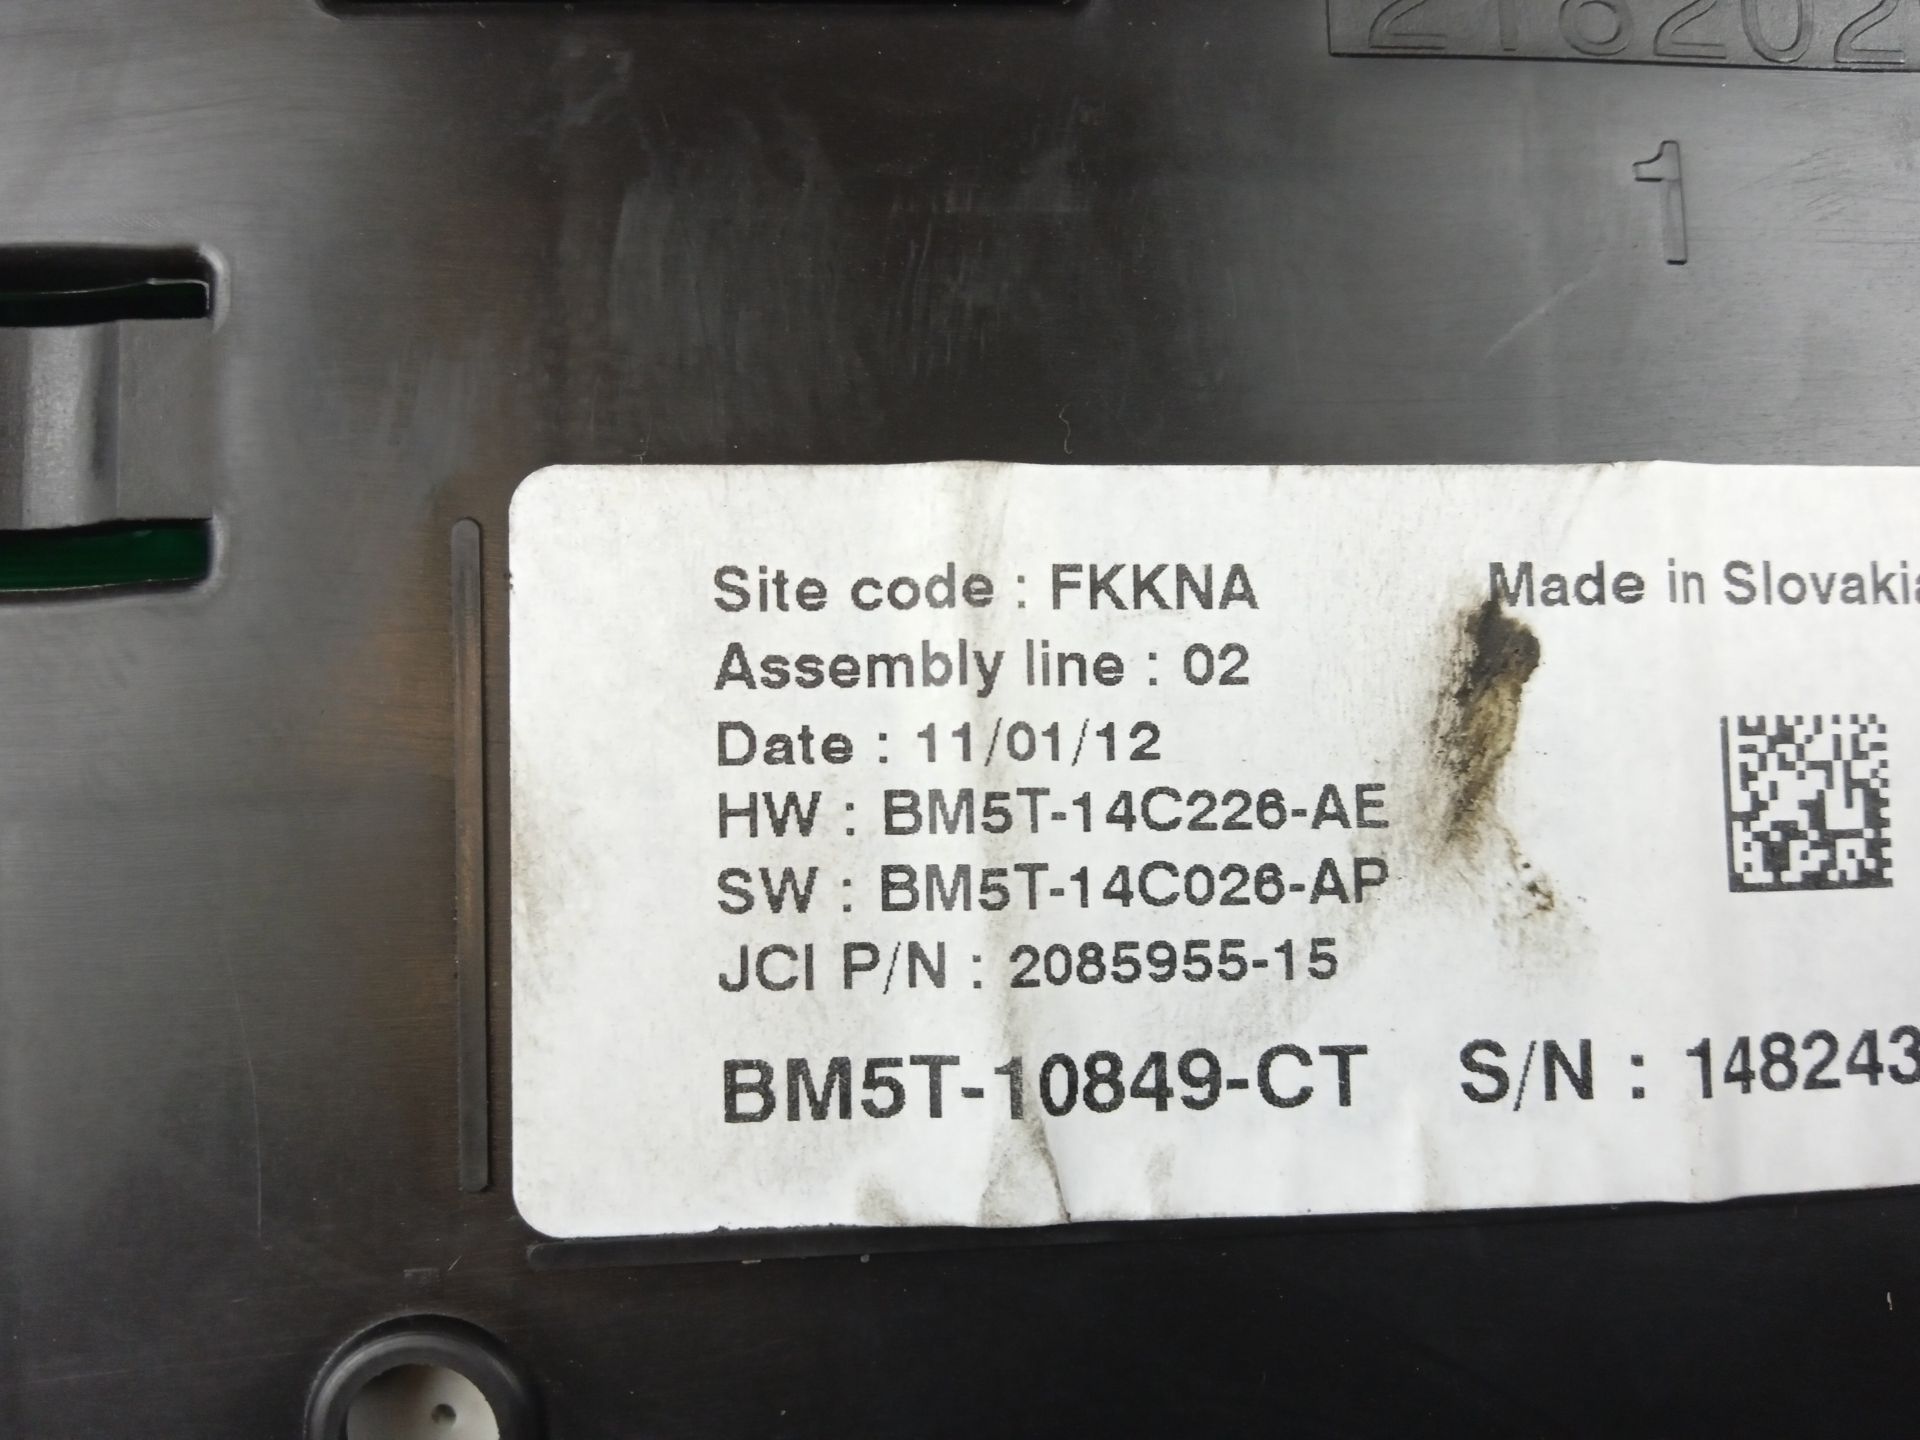 218202
1
Site code : FKKNA Made in Slovakia
Assembly line : 02
Date : 11/01/12
HW : BM5T-14C226-AE
SW : BM5T-14C026-AP
JCI P/N : 2085955-15
BM5T-10849-CT S/N : 148243